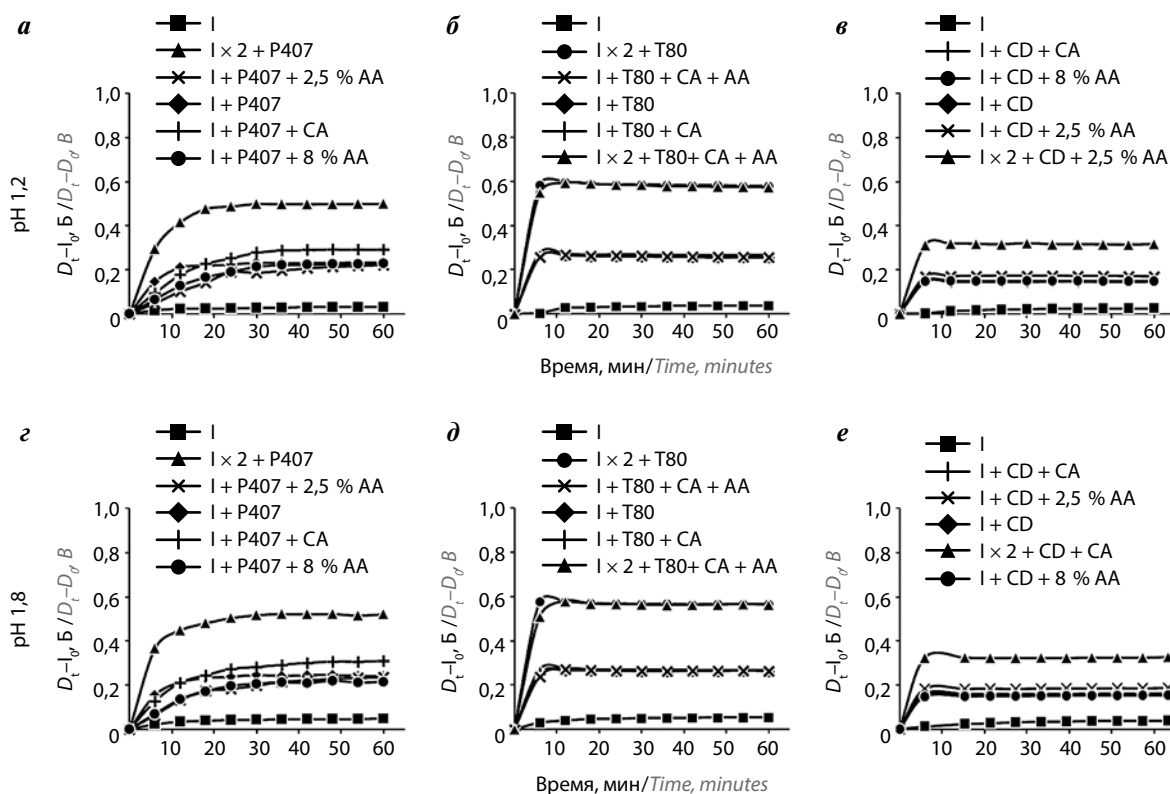 а
I
I × 2 + P407
I + P407 + 2,5 % AA
I + P407
I + P407 + CA
I + P407 + 8 % AA
б
I
I × 2 + T80
I + T80 + CA + AA
I + T80
I + T80 + CA
I × 2 + T80+ CA + AA
в
I
I + CD + CA
I + CD + 8 % AA
I + CD
I + CD + 2,5 % AA
I × 2 + CD + 2,5 % AA
pH 1,2
Dt–I0, Б /Dt–D0, B
1,0
0,8
0,6
0,4
0,2
0
10 20 30 40 50 60
Dt–I0, Б /Dt–D0, B
1,0
0,8
0,6
0,4
0,2
0
10 20 30 40 50 60
Dt–I0, Б /Dt–D0, B
1,0
0,8
0,6
0,4
0,2
0
10 20 30 40 50 60
Время, мин/Time, minutes
г
I
I × 2 + P407
I + P407 + 2,5 % AA
I + P407
I + P407 + CA
I + P407 + 8 % AA
д
I
I × 2 + T80
I + T80 + CA + AA
I + T80
I + T80 + CA
I × 2 + T80+ CA + AA
е
I
I + CD + CA
I + CD + 2,5 % AA
I + CD
I × 2 + CD + CA
I + CD + 8 % AA
pH 1,8
Dt–I0, Б /Dt–D0, B
1,0
0,8
0,6
0,4
0,2
0
10 20 30 40 50 60
Dt–I0, Б /Dt–D0, B
1,0
0,8
0,6
0,4
0,2
0
10 20 30 40 50 60
Dt–I0, Б /Dt–D0, B
1,0
0,8
0,6
0,4
0,2
0
10 20 30 40 50 60
Время, мин/Time, minutes